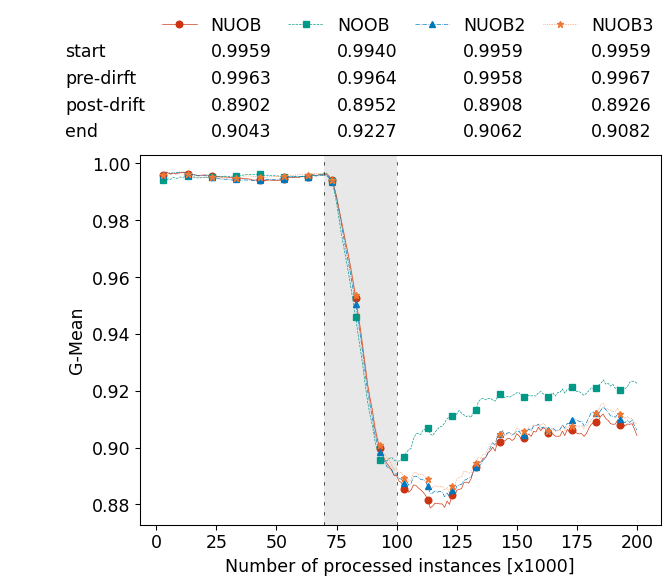 NUOB NOOB NUOB2 NUOB3
start 0.9959 0.9940 0.9959 0.9959
pre-dirft 0.9963 0.9964 0.9958 0.9967
post-drift 0.8902 0.8952 0.8908 0.8926
end 0.9043 0.9227 0.9062 0.9082
1.00
0.98
0.96
0.94
0.92
0.90
0.88
G-Mean
0 25 50 75 100 125 150 175 200
Number of processed instances [x1000]